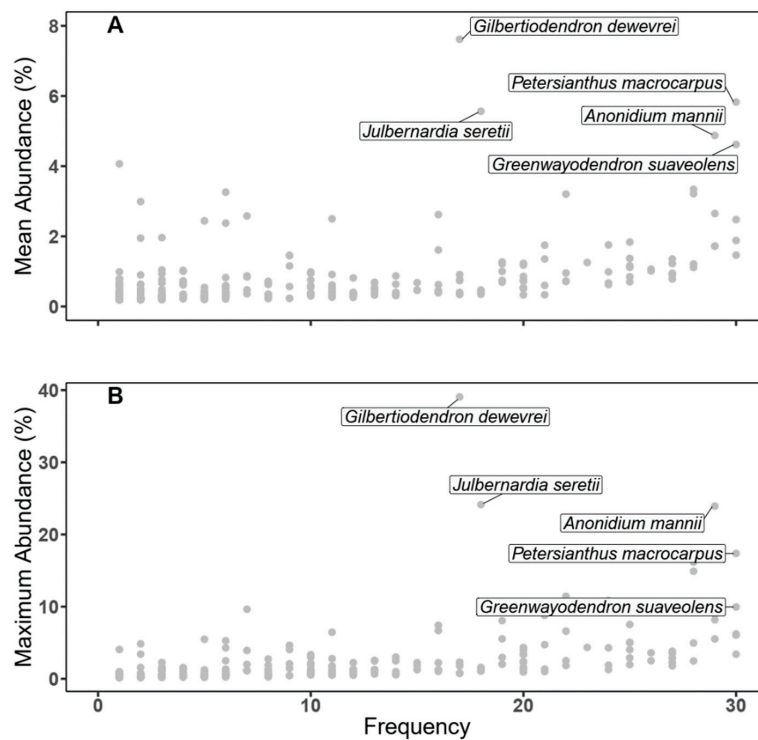 A
Mean Abundance (%)
8
6
4
2
0
Gilbertiodendron dewevrei
Petersianthus macrocarpus
Anonidium mannii
Julbernardia seretii
Greenwayodendron suaveolens
B
Maximum Abundance (%)
40
30
20
10
0
Gilbertiodendron dewevrei
Julbernardia seretii
Anonidium mannii
Petersianthus macrocarpus
Greenwayodendron suaveolens
0
10
20
30
Frequency